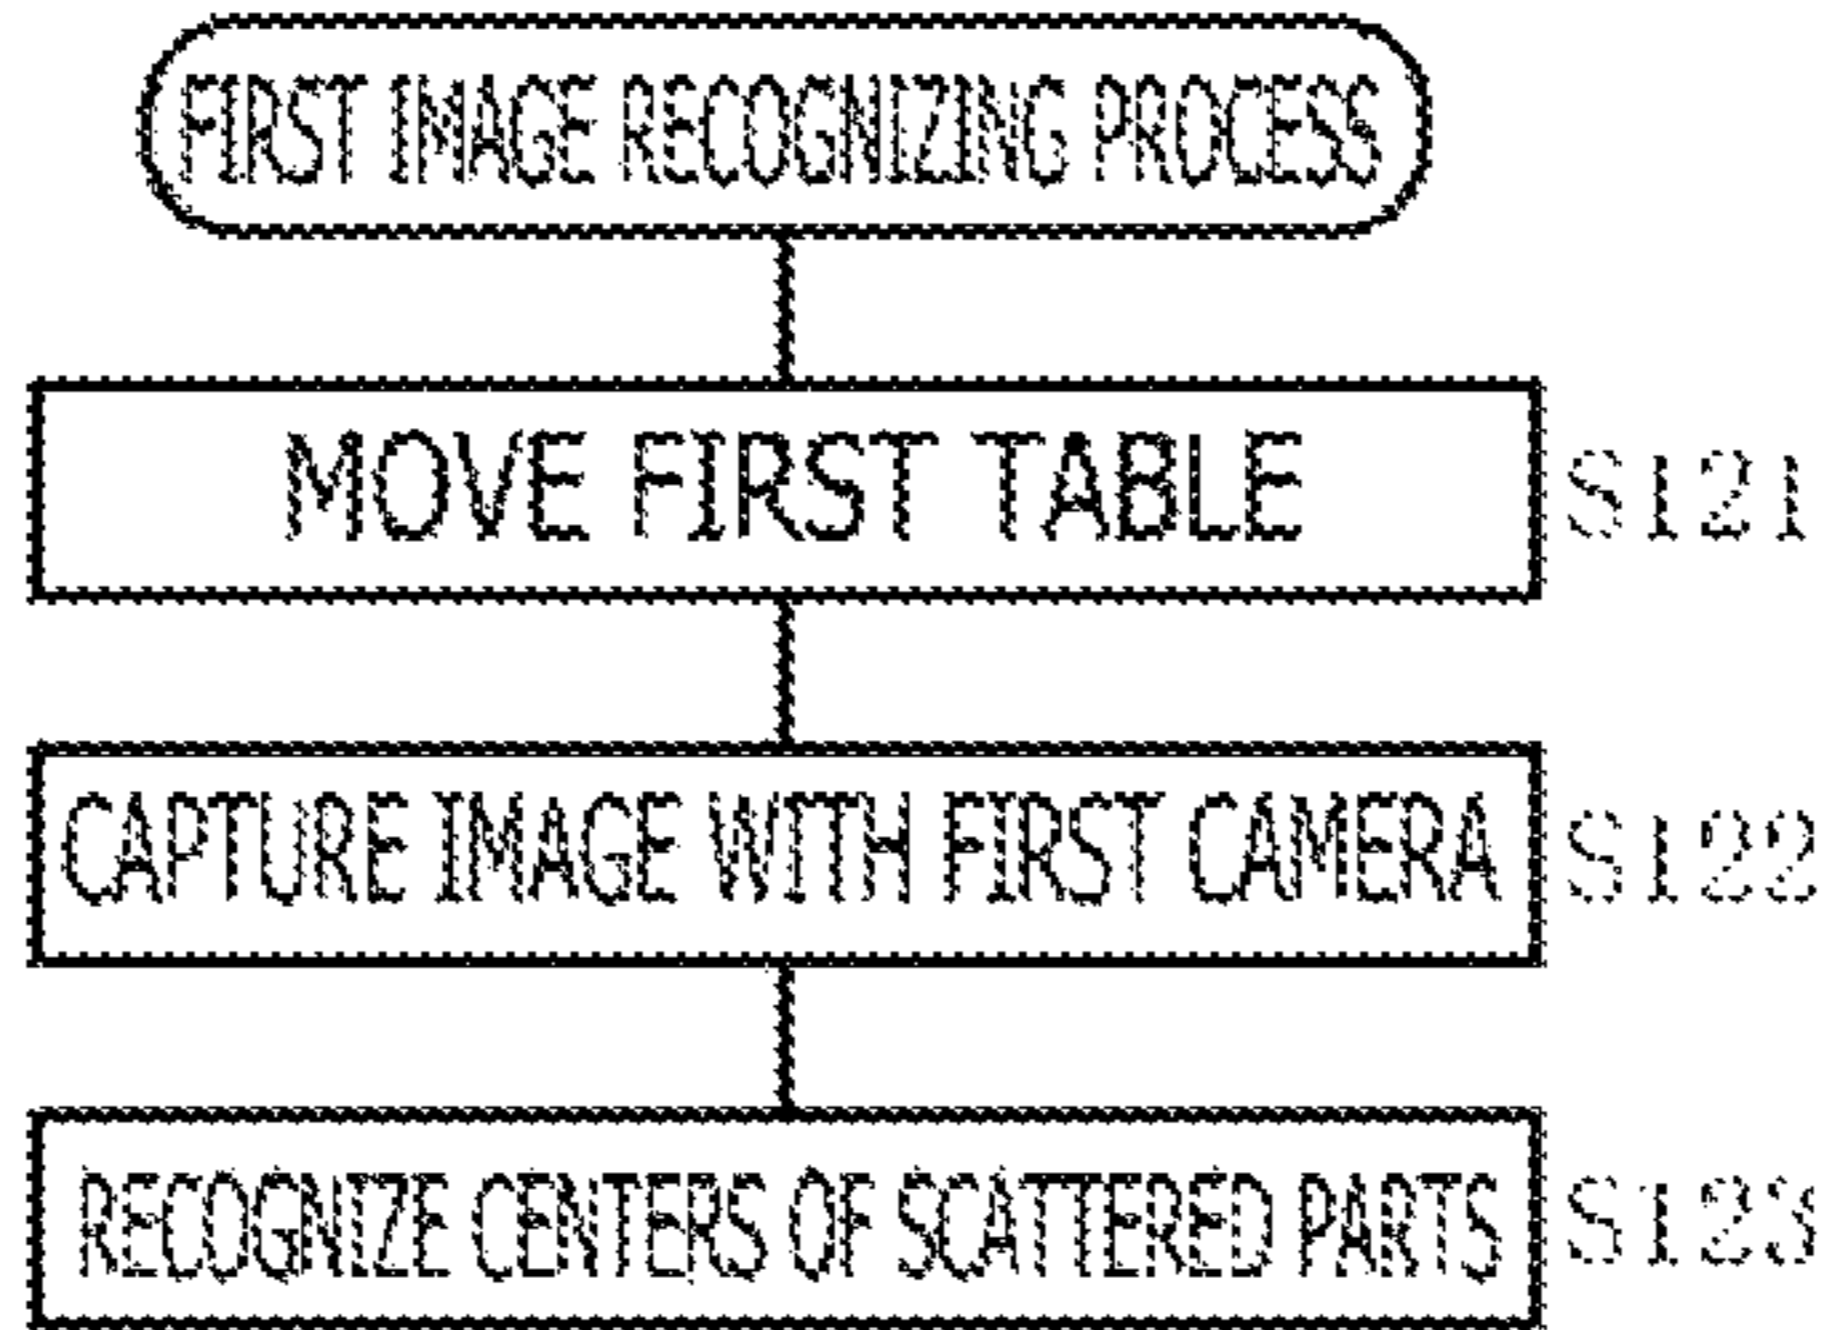 FIRST IMAGE RECOGNIZING PROCESS
MOVE FIRST TABLE S121
CAPTURE IMAGE WITH FIRST CAMERA S122
RECOGNIZE CENTERS OF SCATTERED PARTS S123